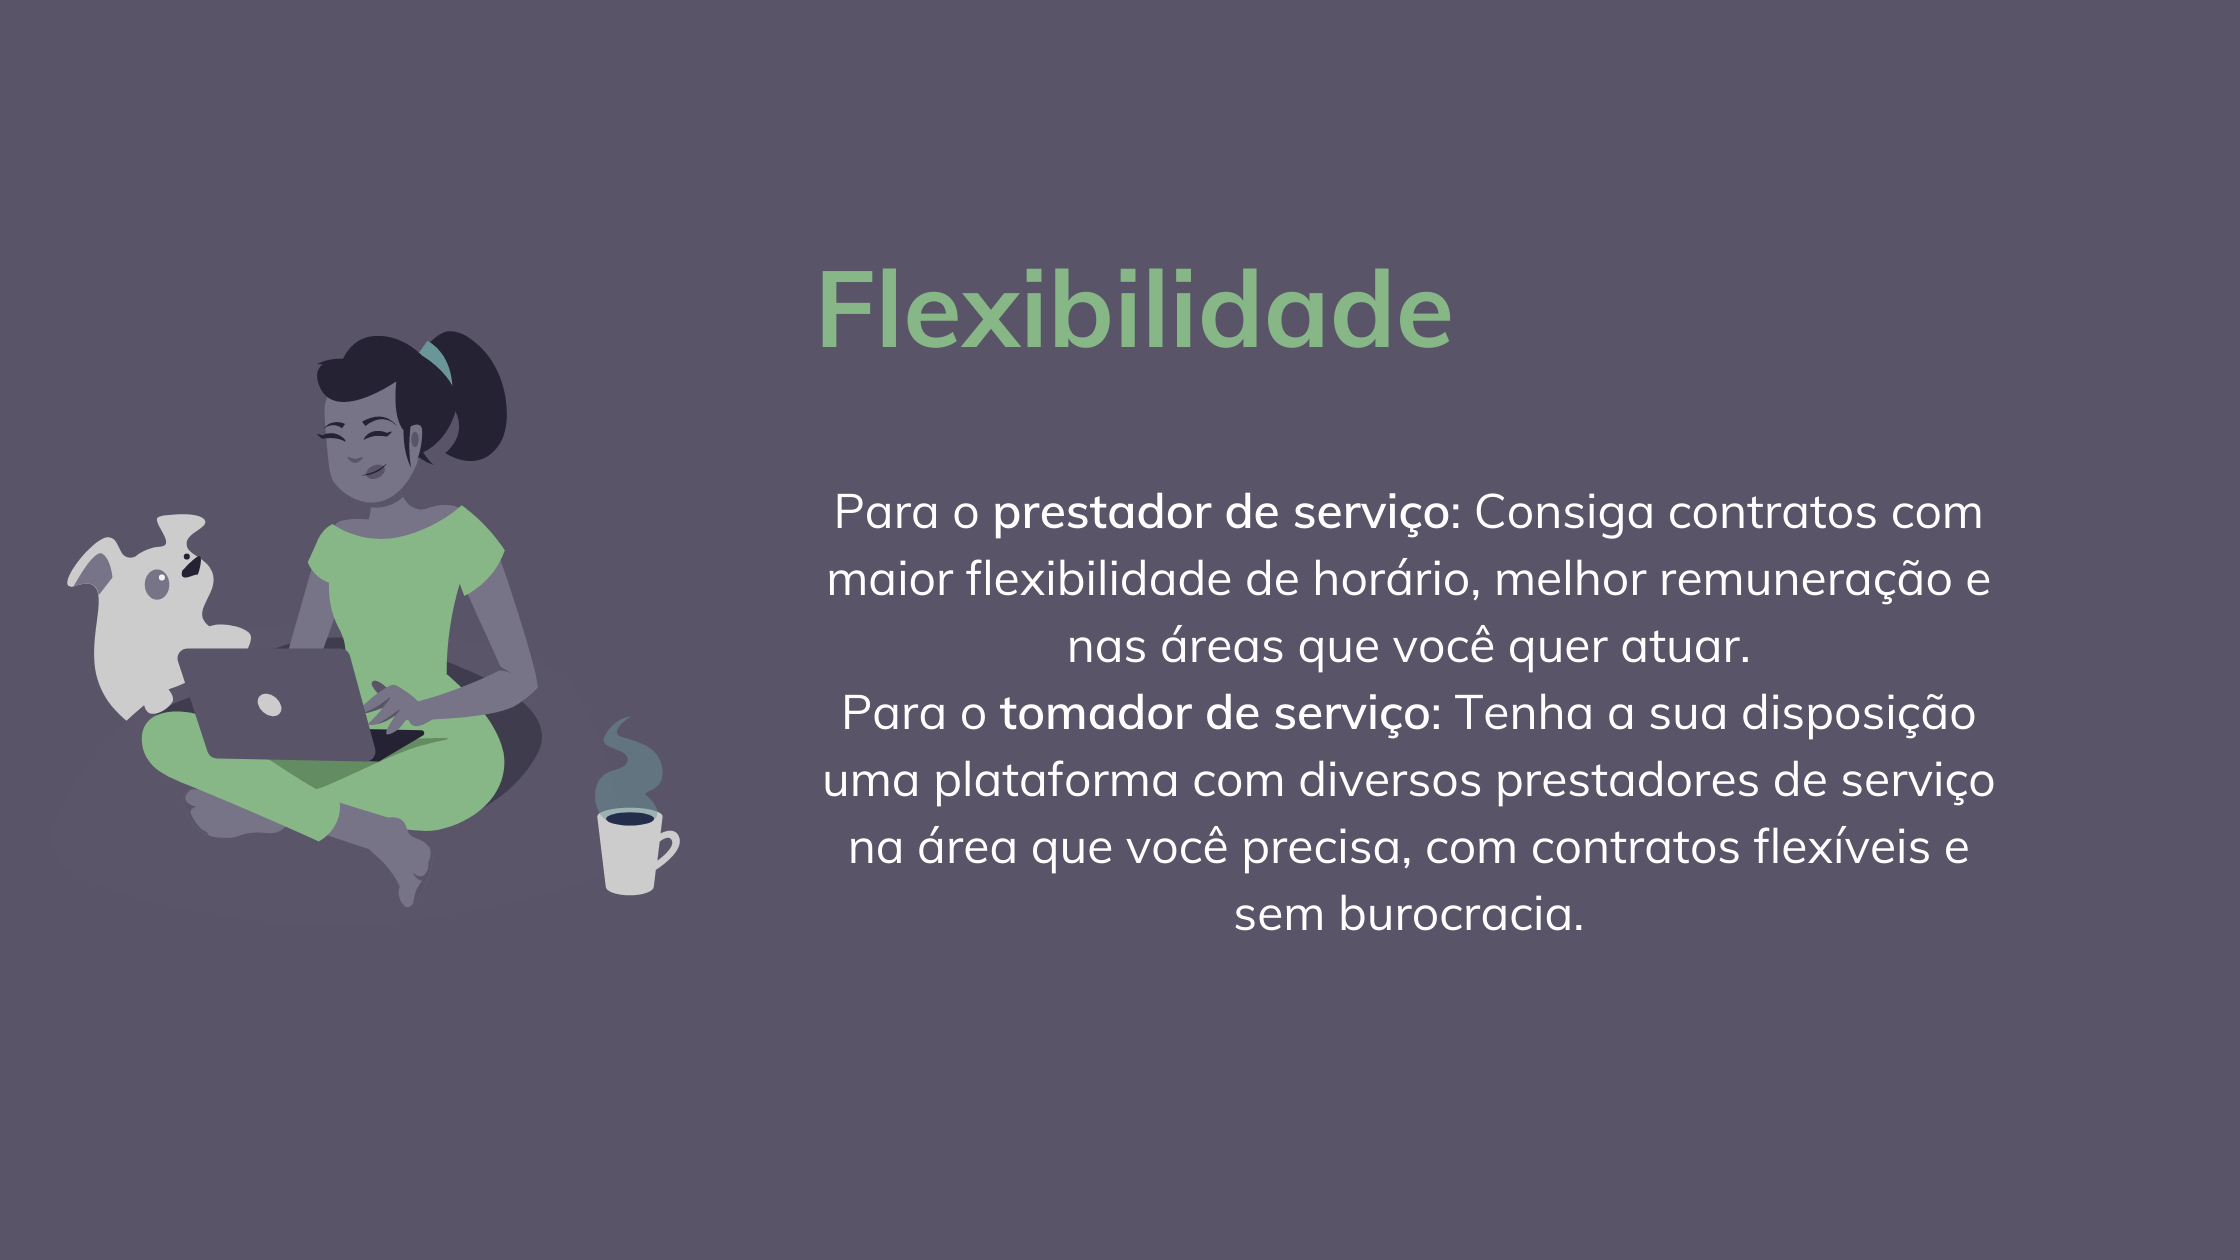 Flexibilidade
Para o prestador de serviço: Consiga contratos com
maior flexibilidade de horário, melhor remuneração e
nas áreas que você quer atuar.
Para o tomador de serviço: Tenha a sua disposição
uma plataforma com diversos prestadores de serviço
na área que você precisa, com contratos flexíveis e
sem burocracia.